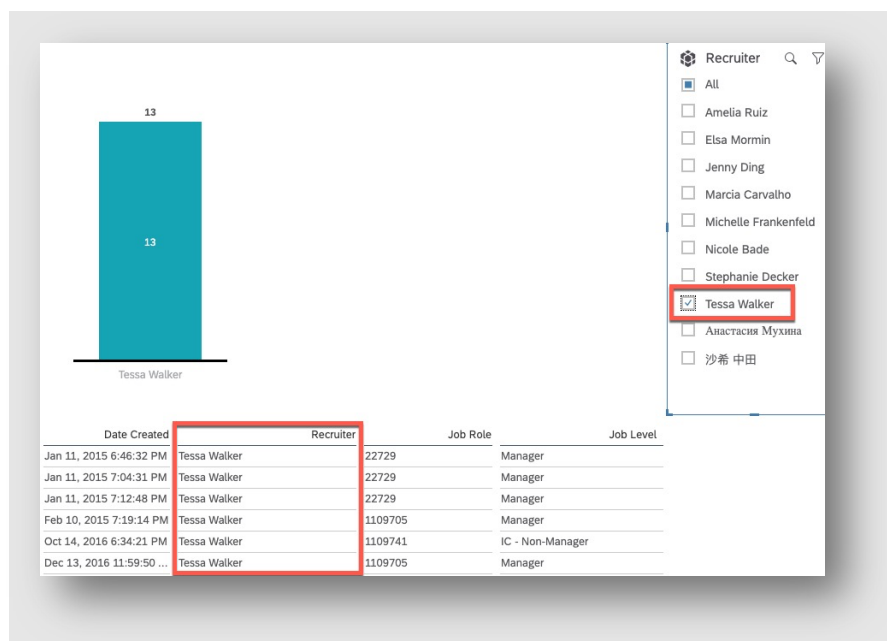 Recruiter
All
Amelia Ruiz
Elsa Mormin
Jenny Ding
Marcia Carvalho
Michelle Frankenfeld
Nicole Bade
Stephanie Decker
Tessa Walker
Анастасия Мухина
沙希 中田
13
13
Tessa Walker
Date Created Recruiter Job Role Job Level
Jan 11, 2015 6:46:32 PM Tessa Walker 22729 Manager
Jan 11, 2015 7:04:31 PM Tessa Walker 22729 Manager
Jan 11, 2015 7:12:48 PM Tessa Walker 22729 Manager
Feb 10, 2015 7:19:14 PM Tessa Walker 1109705 Manager
Oct 14, 2016 6:34:21 PM Tessa Walker 1109741 IC - Non-Manager
Dec 13, 2016 11:59:50 ... Tessa Walker 1109705 Manager